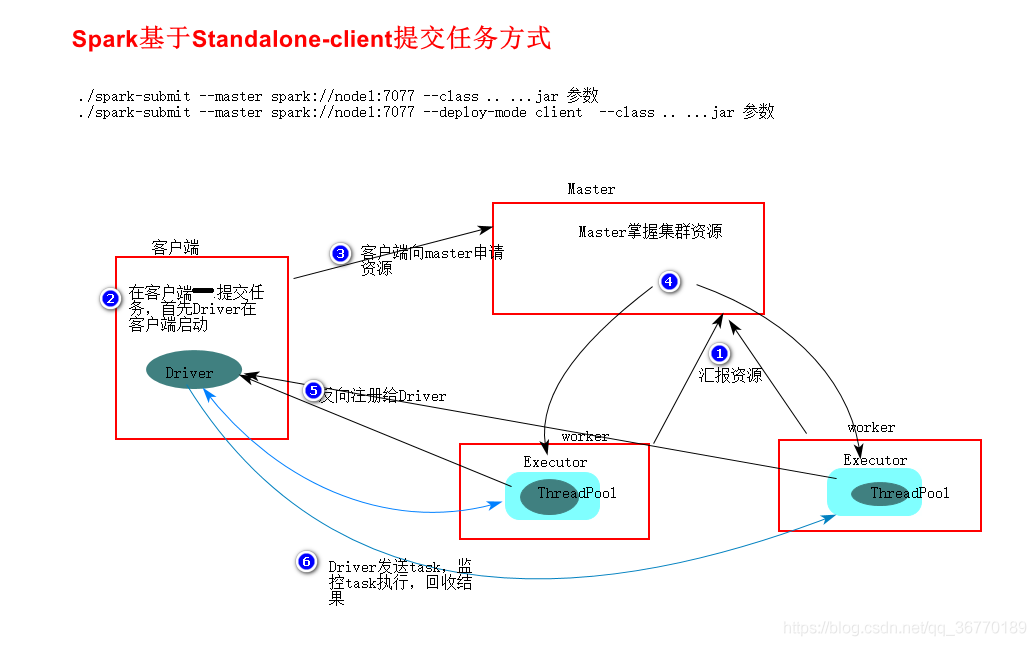 Spark基于Standalone-client提交任务方式
./spark-submit --master spark://node1:7077 --class .. ...jar 参数
./spark-submit --master spark://node1:7077 --deploy-mode client --class .. ...jar 参数
Master
Master掌握集群资源
客户端
3
客户端向master申请
资源
4
2
在客户端 提交任
务，首先Driver在
客户端启动
1
汇报资源
Driver
5
反向注册给Driver
worker
Executor
ThreadPool
worker
Executor
ThreadPool
6
Driver发送task，监
控task执行，回收结
果
https://blog.csdn.net/qq_36770189